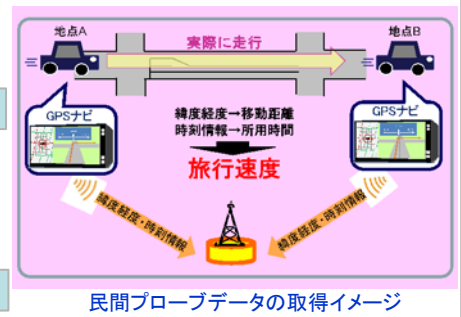 地点A
地点B
実際に走行
GPSナビ
GPSナビ
緯度経度→移動距離
時刻情報→所用時間
旅行速度
緯度経度・時刻情報
緯度経度・時刻情報
民間プローブデータの取得イメージ